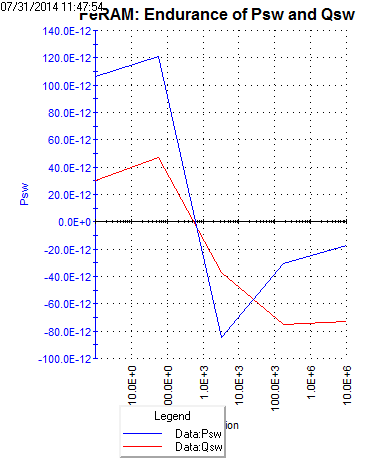 07/31/2014 11:47:54
FeRAM: Endurance of Psw and Qsw
140.0E-12
120.0E-12
100.0E-12
80.0E-12
60.0E-12
40.0E-12
20.0E-12
0.0E+0
-20.0E-12
-40.0E-12
-60.0E-12
-80.0E-12
-100.0E-12
Psw
10.0E+0
100.0E+0
1.0E+3
10.0E+3
100.0E+3
1.0E+6
10.0E+6
Legend
Data:Psw
Data:Qsw